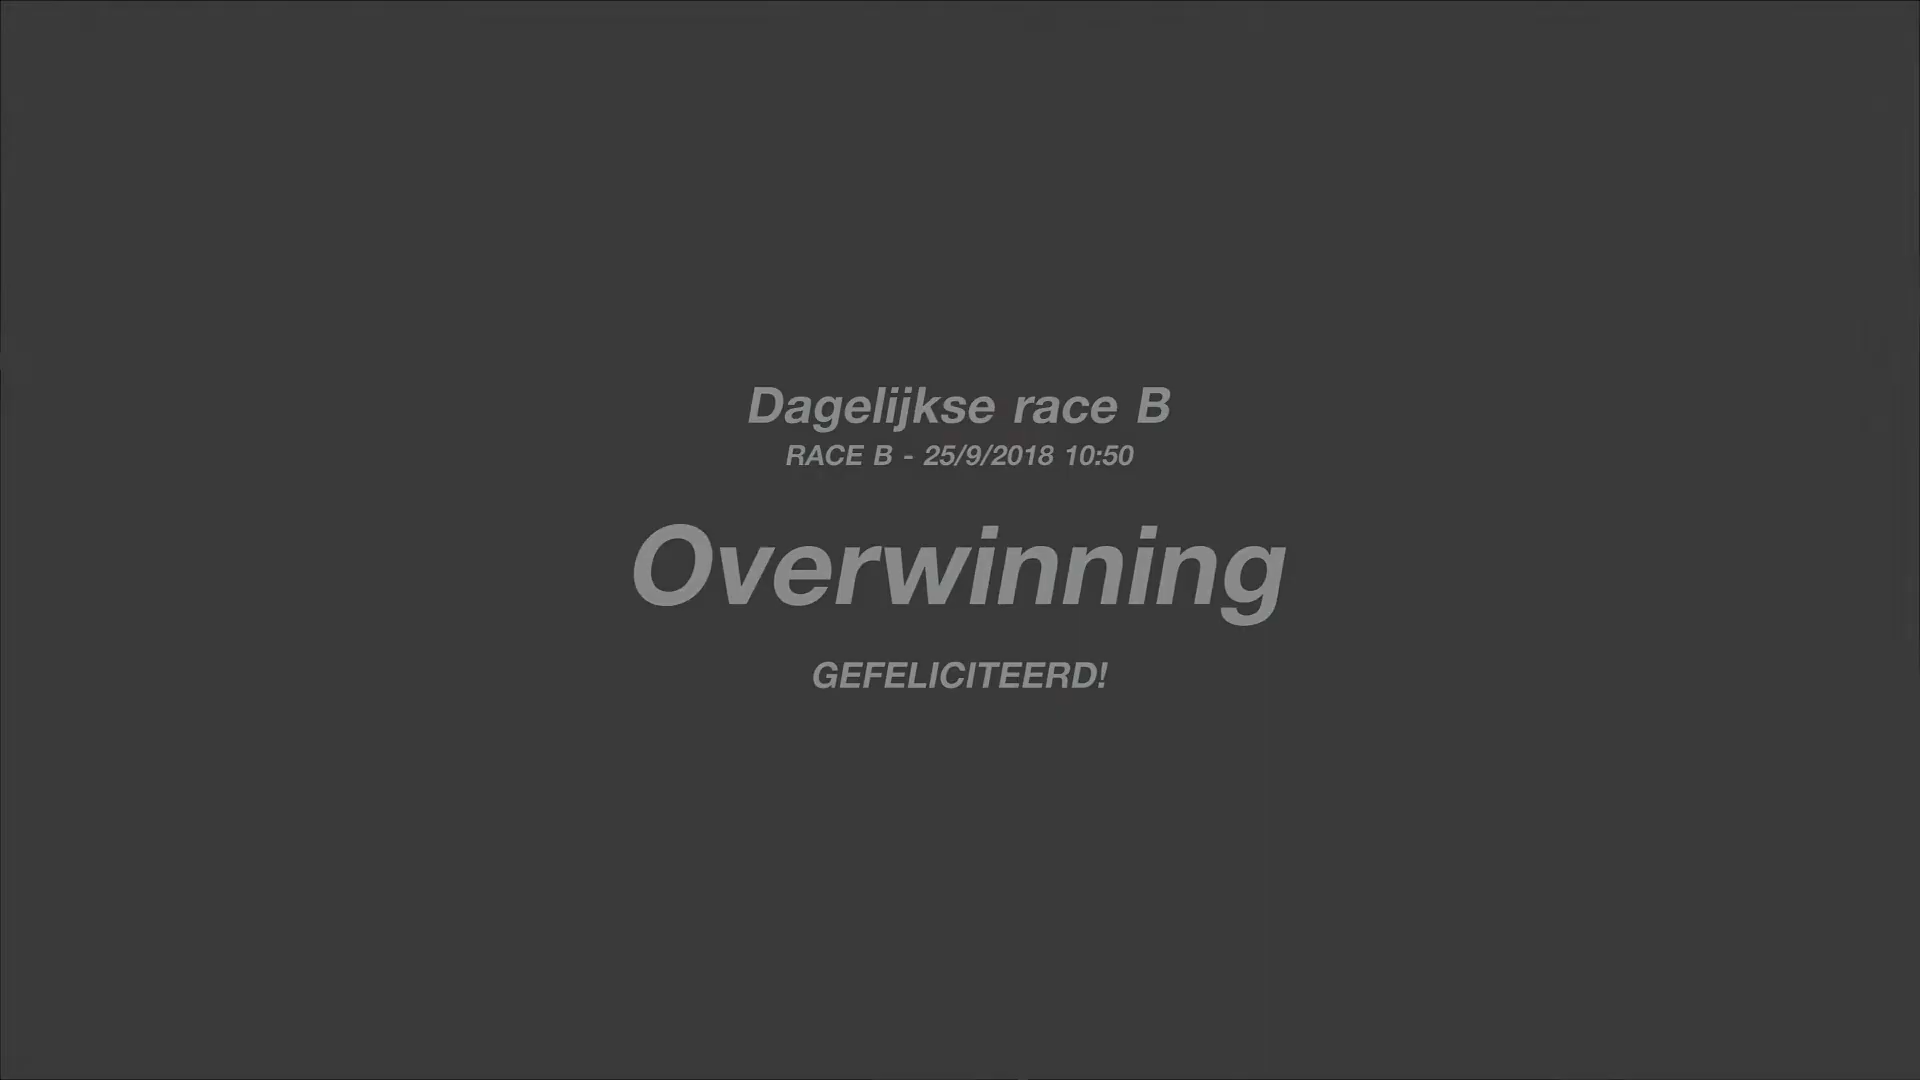 Dagelijkse race B
RACE B - 25/9/2018 10:50
Overwinning
GEFELICITEERD!